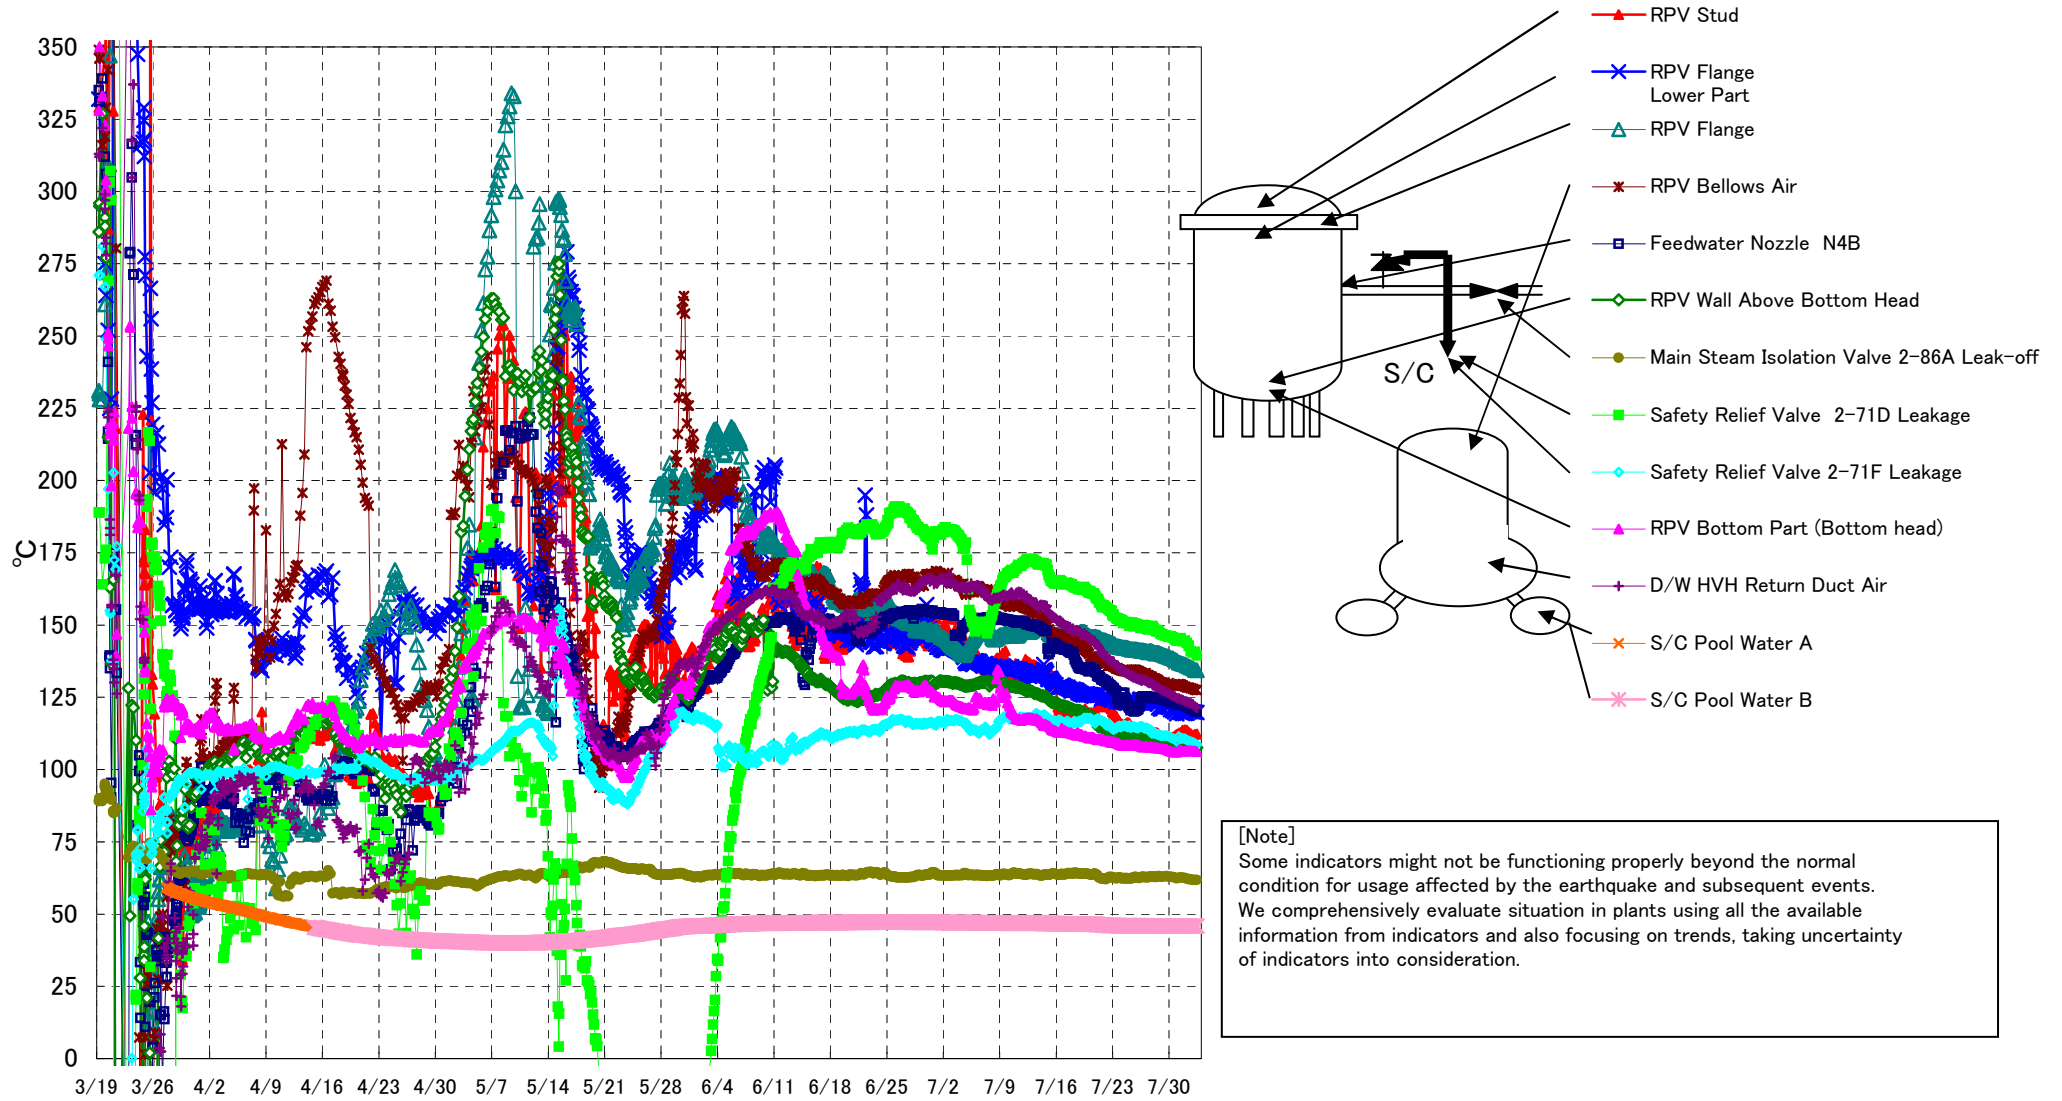 350
325
300
275
250
225
200
175
150
125
100
75
50
25
0
℃
3/19 3/26 4/2 4/9 4/16 4/23 4/30 5/7 5/14 5/21 5/28 6/4 6/11 6/18 6/25 7/2 7/9 7/16 7/23 7/30
S/C
RPV Stud
RPV Flange
Lower Part
RPV Flange
RPV Bellows Air
Feedwater Nozzle N4B
RPV Wall Above Bottom Head
Main Steam Isolation Valve 2-86A Leak-off
Safety Relief Valve 2-71D Leakage
Safety Relief Valve 2-71F Leakage
RPV Bottom Part (Bottom head)
D/W HVH Return Duct Air
S/C Pool Water A
S/C Pool Water B
[Note]
Some indicators might not be functioning properly beyond the normal
condition for usage affected by the earthquake and subsequent events.
We comprehensively evaluate situation in plants using all the available
information from indicators and also focusing on trends, taking uncertainty
of indicators into consideration.